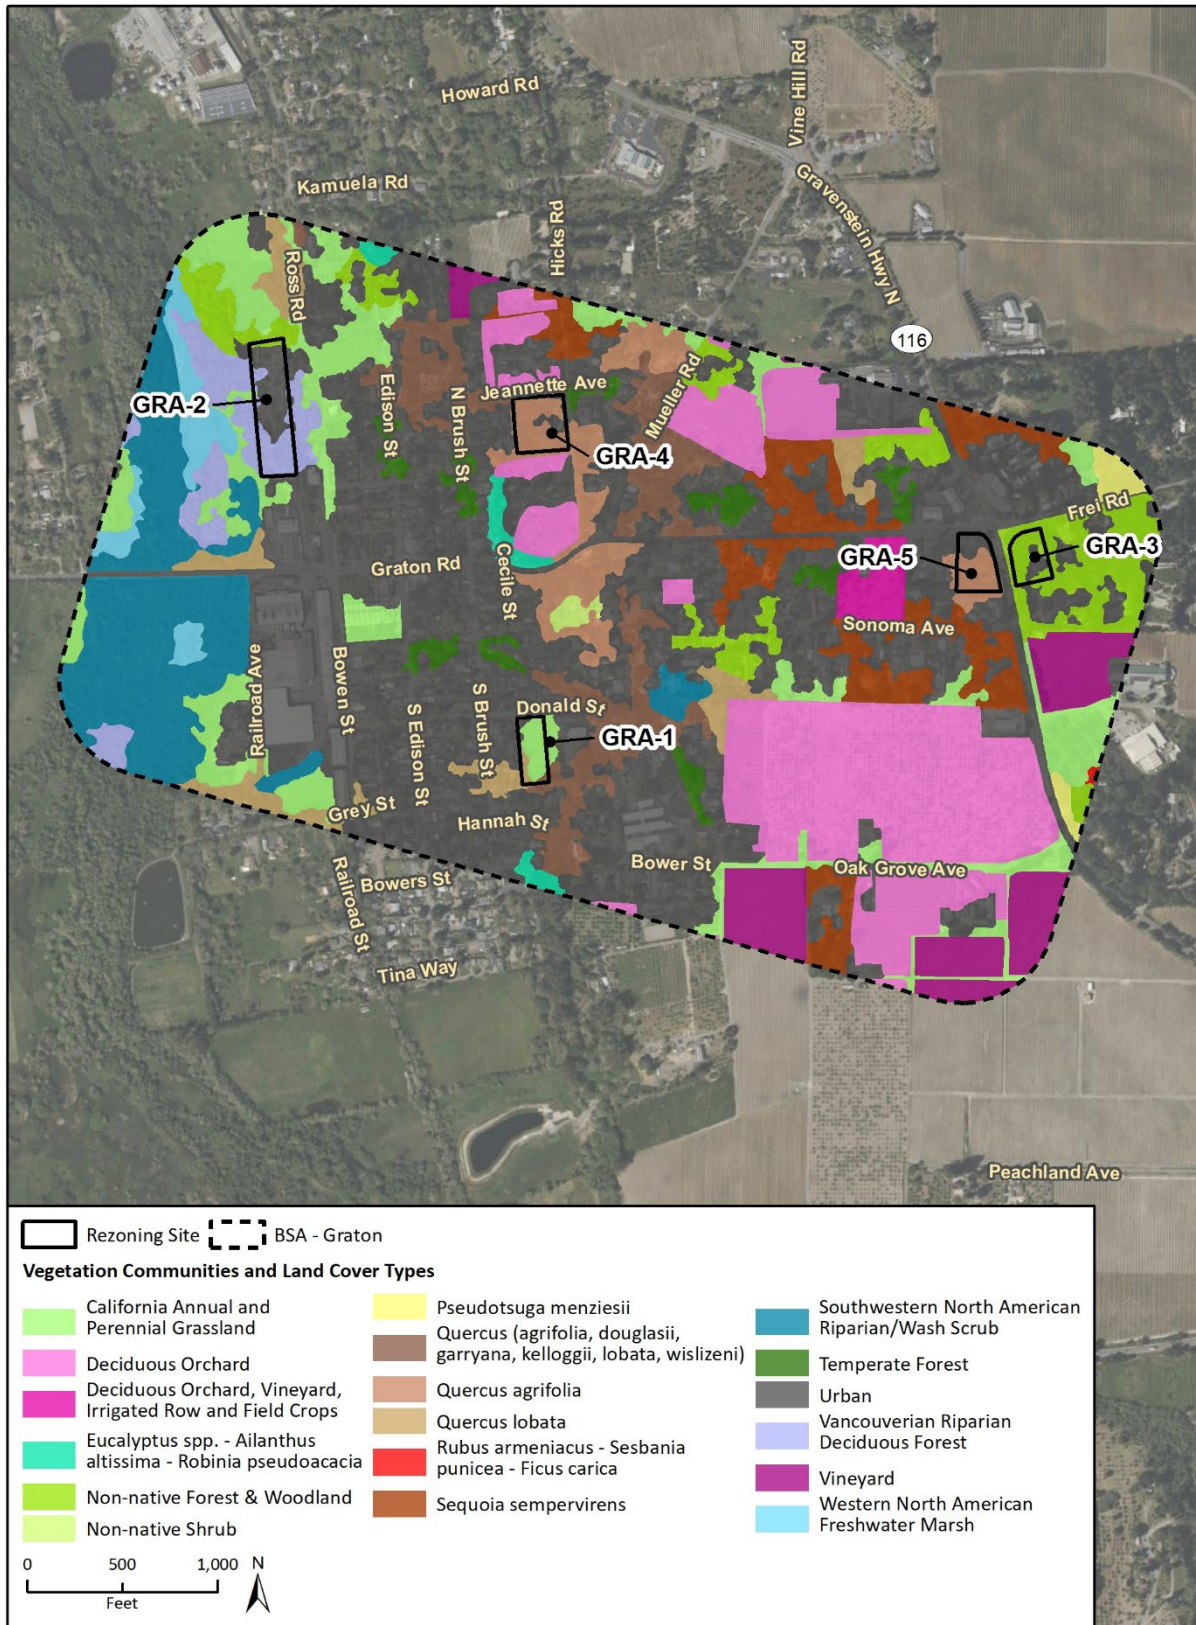 Howard Rd
Vine Hill Rd
Kamuela Rd
Gravenstein Hwy N
Hicks Rd
Ross Rd
116
Mueller Rd
Jeannette Ave
GRA-2
Edison St
N Brush St
GRA-4
Frei Rd
GRA-5
GRA-3
Graton Rd
Cecile St
Sonoma Ave
Railroad Ave
Bowen St
S Edison St
S Brush St
Donald St
GRA-1
Grey St
Hannah St
Bower St
Oak Grove Ave
Railroad St
Bowers St
Tina Way
Peachland Ave
Rezoning Site
BSA - Graton
Vegetation Communities and Land Cover Types
California Annual and
Perennial Grassland
Deciduous Orchard
Deciduous Orchard, Vineyard,
Irrigated Row and Field Crops
Eucalyptus spp. - Ailanthus
altissima - Robinia pseudoacacia
Non-native Forest & Woodland
Non-native Shrub
Pseudotsuga menziesii
Quercus (agrifolia, douglasii,
garryana, kelloggii, lobata, wislizeni)
Quercus agrifolia
Quercus lobata
Rubus armeniacus - Sesbania
punicea - Ficus carica
Sequoia sempervirens
Southwestern North American
Riparian/Wash Scrub
Temperate Forest
Urban
Vancouverian Riparian
Deciduous Forest
Vineyard
Western North American
Freshwater Marsh
0 500 1,000
Feet
N